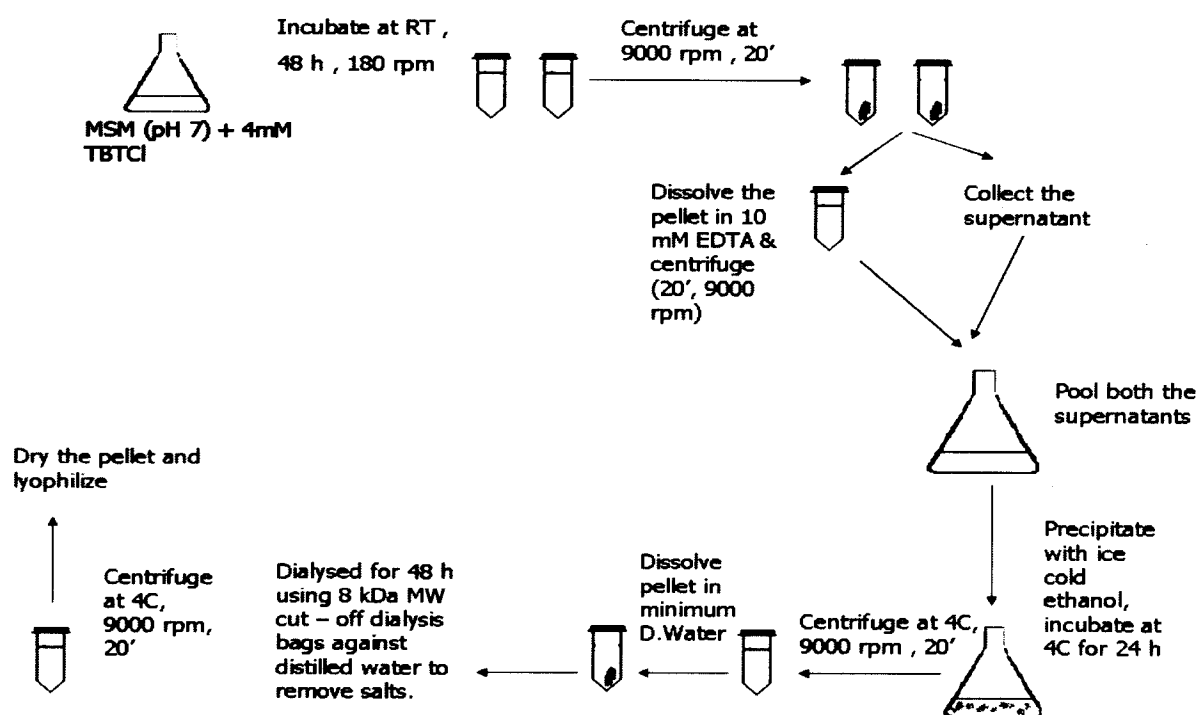 Incubate at RT ,
48 h , 180 rpm
Centrifuge at
9000 rpm , 20'
MSM (pH 7) + 4mM
TBTCl
Dissolve the
pellet in 10
mM EDTA &
centrifuge
(20', 9000
rpm)
Collect the
supernatant
Pool both the
supernatants
Precipitate
with ice
cold
ethanol,
incubate at
4C for 24 h
Centrifuge at 4C,
9000 rpm , 20'
Dissolve
pellet in
minimum
D.Water
Dialysed for 48 h
using 8 kDa MW
cut – off dialysis
bags against
distilled water to
remove salts.
Centrifuge
at 4C,
9000 rpm,
20'
Dry the pellet and
lyophilize